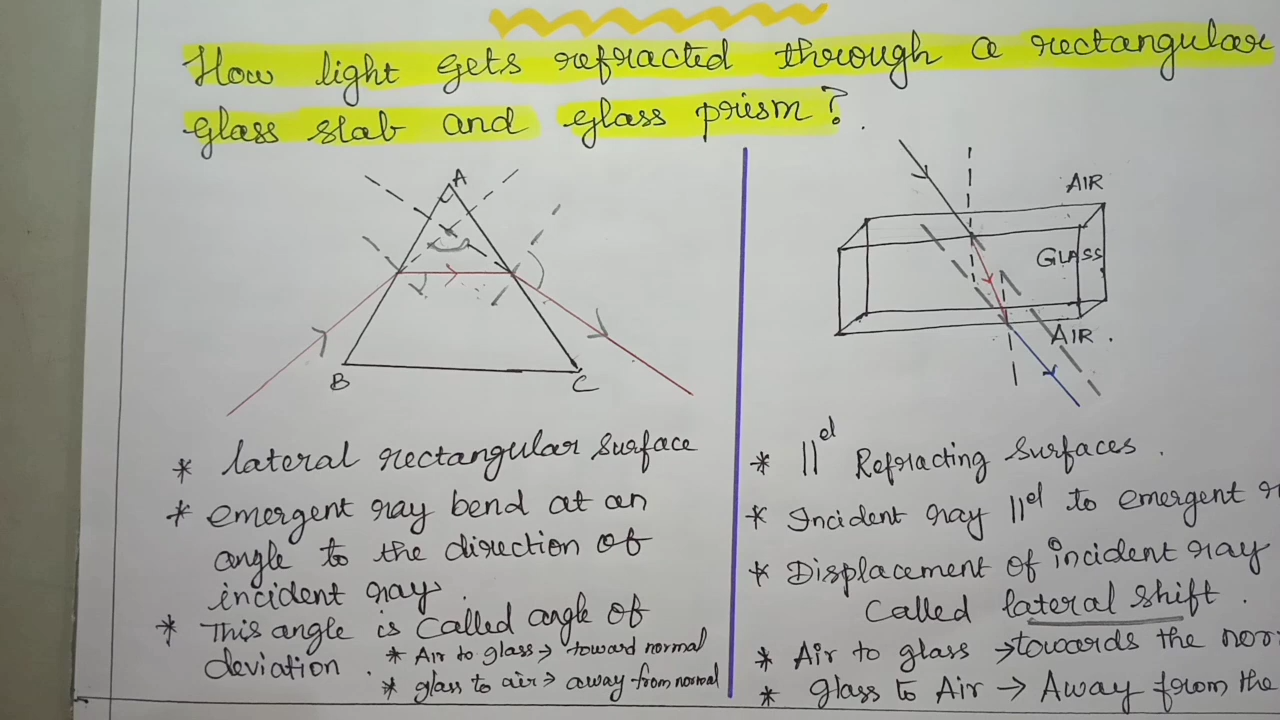 How light gets refracted through a rectangular
glass slab and glass prism?
A
B
C
AIR
GLASS
AIR .
* lateral rectangular surface
* emergent ray bend at an
angle to the direction of
incident ray.
* This angle is called angle of
deviation.
* Air to glass → toward normal
* glass to air → away from normal
* ||el Refracting surfaces .
* Incident ray ||el to emergent
* Displacement of incident ray
called lateral shift .
* Air to glass → towards the
* glass to Air → Away from the